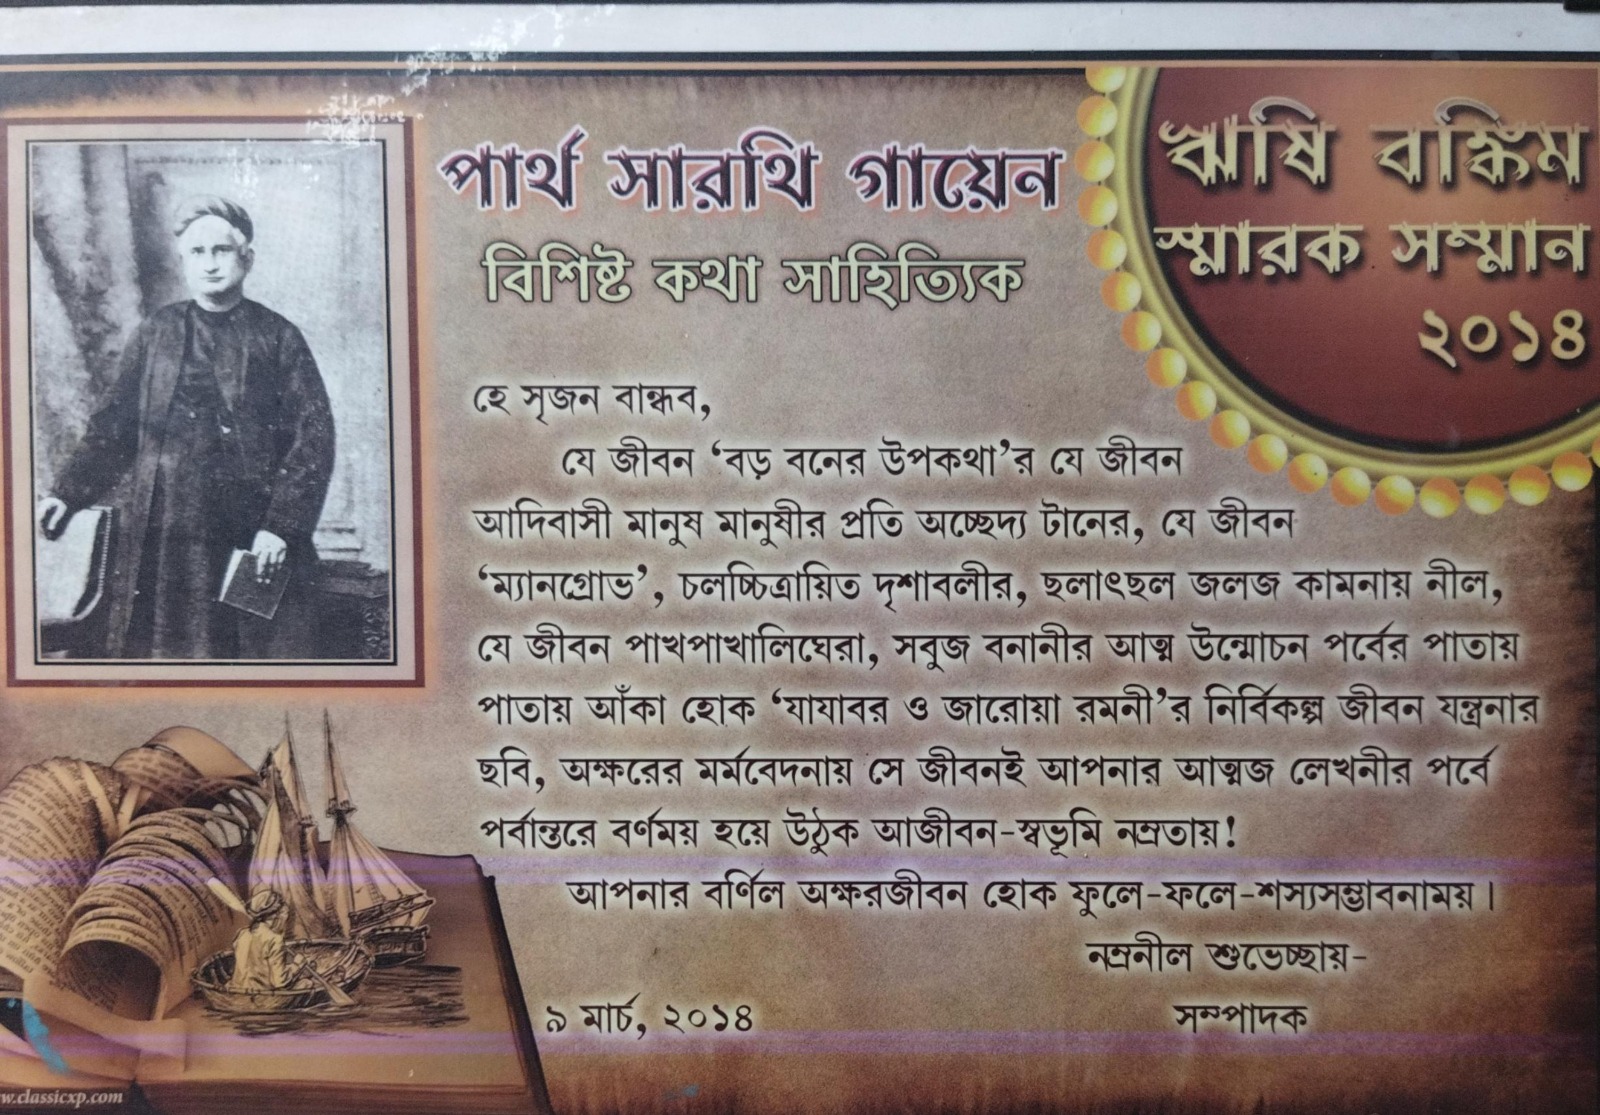 পার্থ সারথি গায়েন
বিশিষ্ট কথা সাহিত্যিক
ঋষি বঙ্কিম
স্মারক সম্মান
২০১৪
হে সৃজন বান্ধব,
যে জীবন ‘বড় বনের উপকথা’র যে জীবন
আদিবাসী মানুষ মানুষীর প্রতি অচ্ছেদ্য টানের, যে জীবন
‘ম্যানগ্রোভ’, চলচ্চিত্রায়িত দৃশাবলীর, ছলাৎছল জলজ কামনায় নীল,
যে জীবন পাখপাখালিঘেরা, সবুজ বনানীর আত্ম উন্মোচন পর্বের পাতায়
পাতায় আঁকা হোক ‘যাযাবর ও জারোয়া রমনী’র নির্বিকল্প জীবন যন্ত্রনার
ছবি, অক্ষরের মর্মবেদনায় সে জীবনই আপনার আত্মজ লেখনীর পর্বে
পর্বান্তরে বর্ণময় হয়ে উঠুক আজীবন-স্বভূমি নম্রতায়!
আপনার বর্ণিল অক্ষরজীবন হোক ফুলে-ফলে-শস্যসম্ভাবনাময়।
নম্রনীল শুভেচ্ছায়-
৯ মার্চ, ২০১৪
সম্পাদক
w.classicxp.com